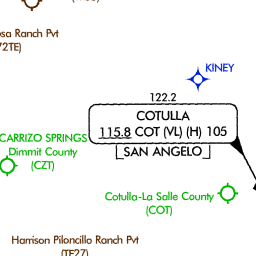 sa Ranch Pvt
72TE)
KINEY
122.2
COTULLA
115.8 COT (VL) (H) 105
SAN ANGELO
CARRIZO SPRINGS
Dimmit County
(CZT)
Cotulla-La Salle County
(COT)
Harrison Piloncillo Ranch Pvt
(TE27)